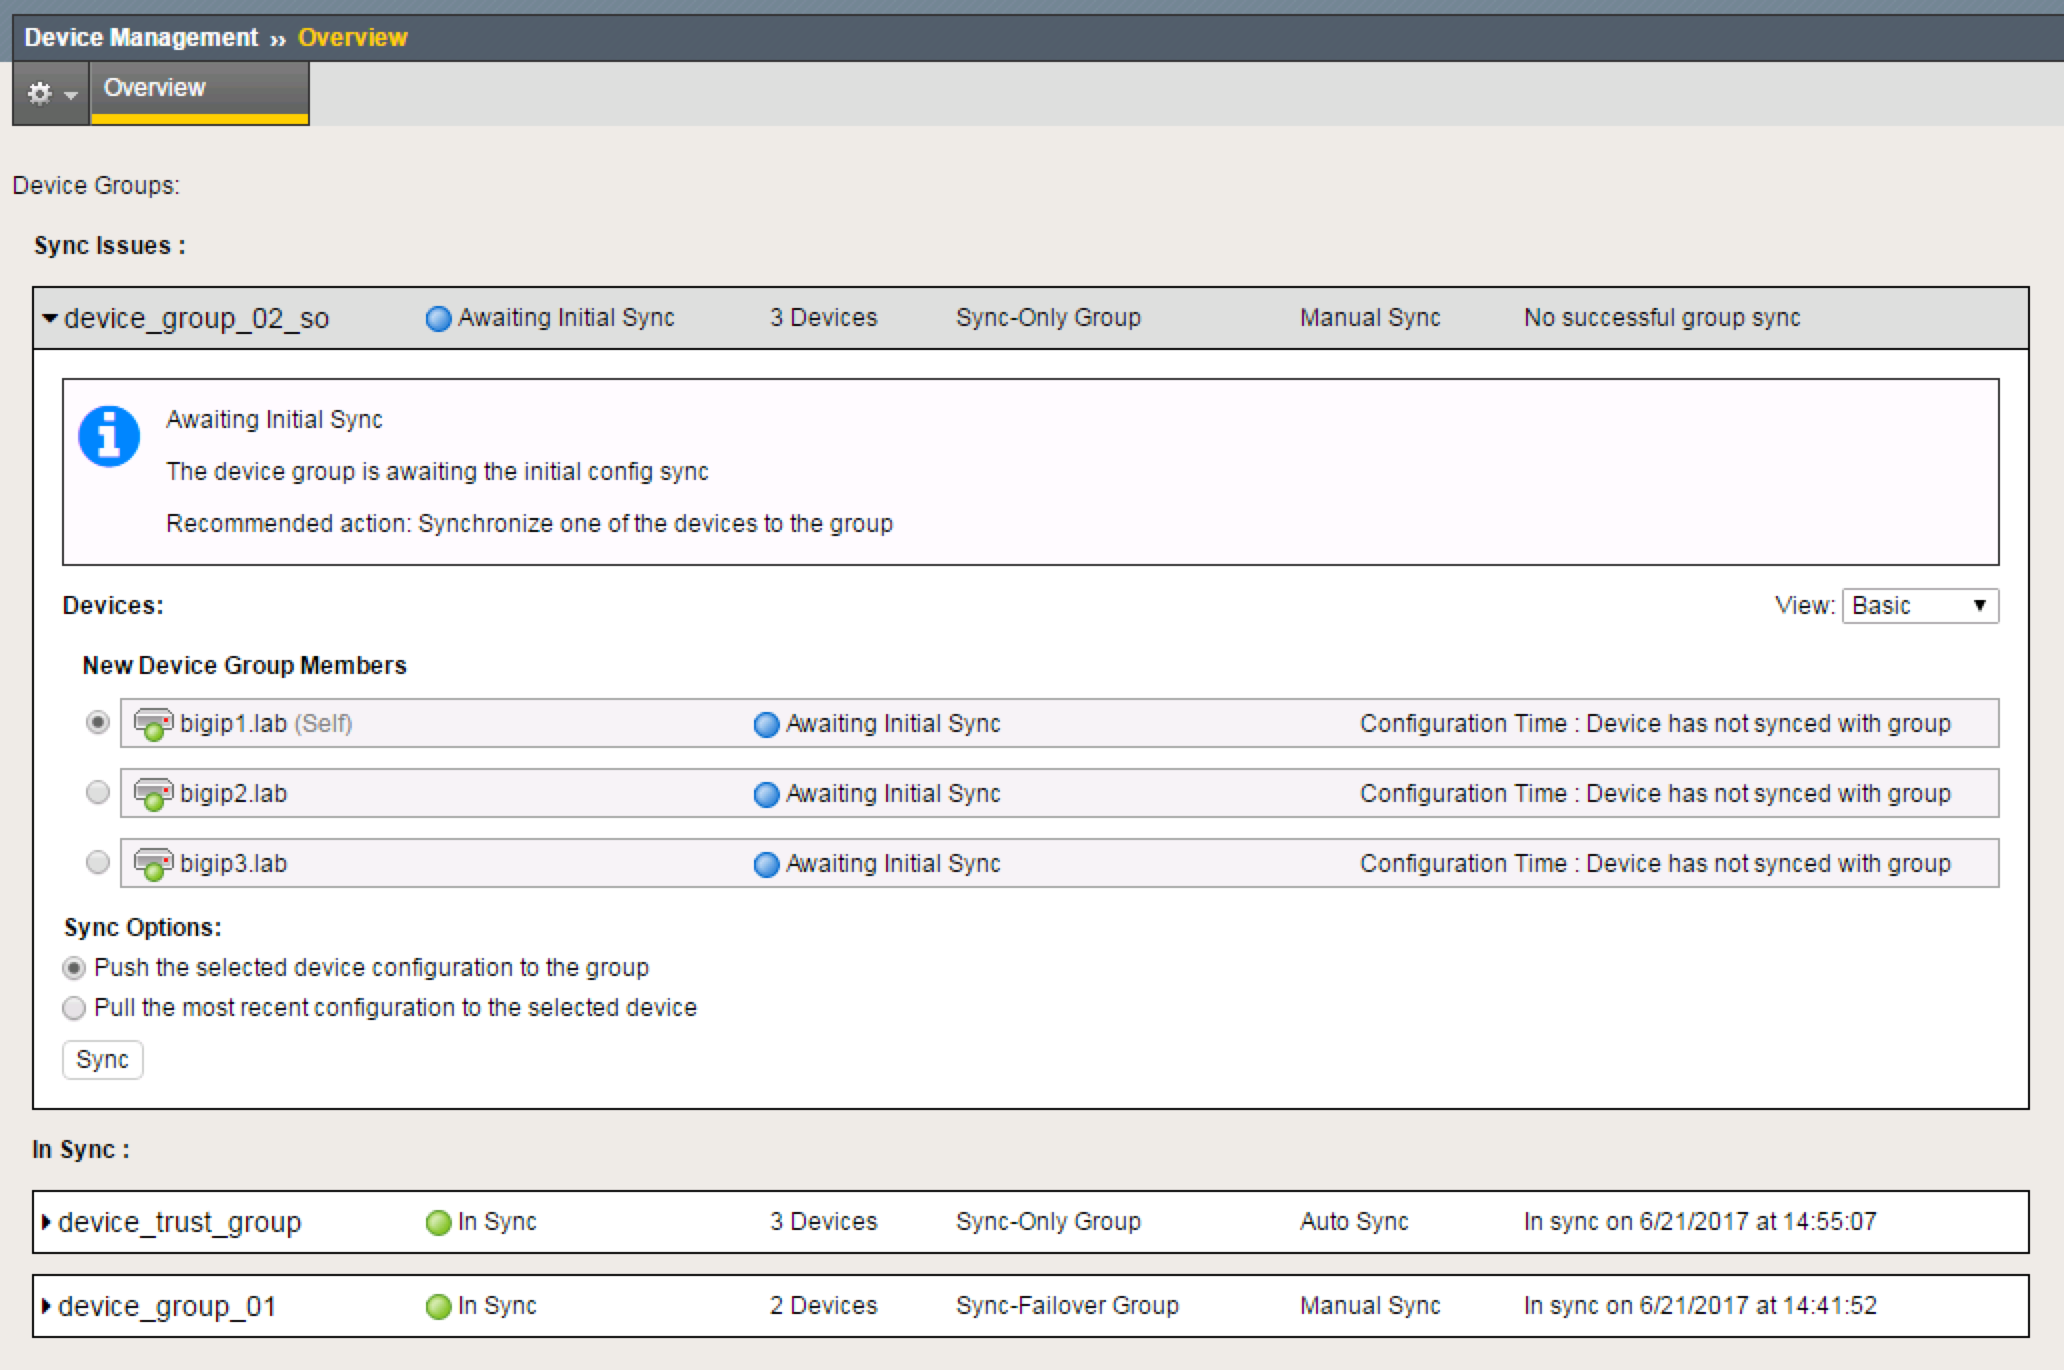 Device Management ›› Overview
Overview
Device Groups:
Sync Issues :
device_group_02_so Awaiting Initial Sync 3 Devices Sync-Only Group Manual Sync No successful group sync
Awaiting Initial Sync
The device group is awaiting the initial config sync
Recommended action: Synchronize one of the devices to the group
Devices: View: Basic
New Device Group Members
bigip1.lab (Self) Awaiting Initial Sync Configuration Time : Device has not synced with group
bigip2.lab Awaiting Initial Sync Configuration Time : Device has not synced with group
bigip3.lab Awaiting Initial Sync Configuration Time : Device has not synced with group
Sync Options:
Push the selected device configuration to the group
Pull the most recent configuration to the selected device
Sync
In Sync :
device_trust_group In Sync 3 Devices Sync-Only Group Auto Sync In sync on 6/21/2017 at 14:55:07
device_group_01 In Sync 2 Devices Sync-Failover Group Manual Sync In sync on 6/21/2017 at 14:41:52